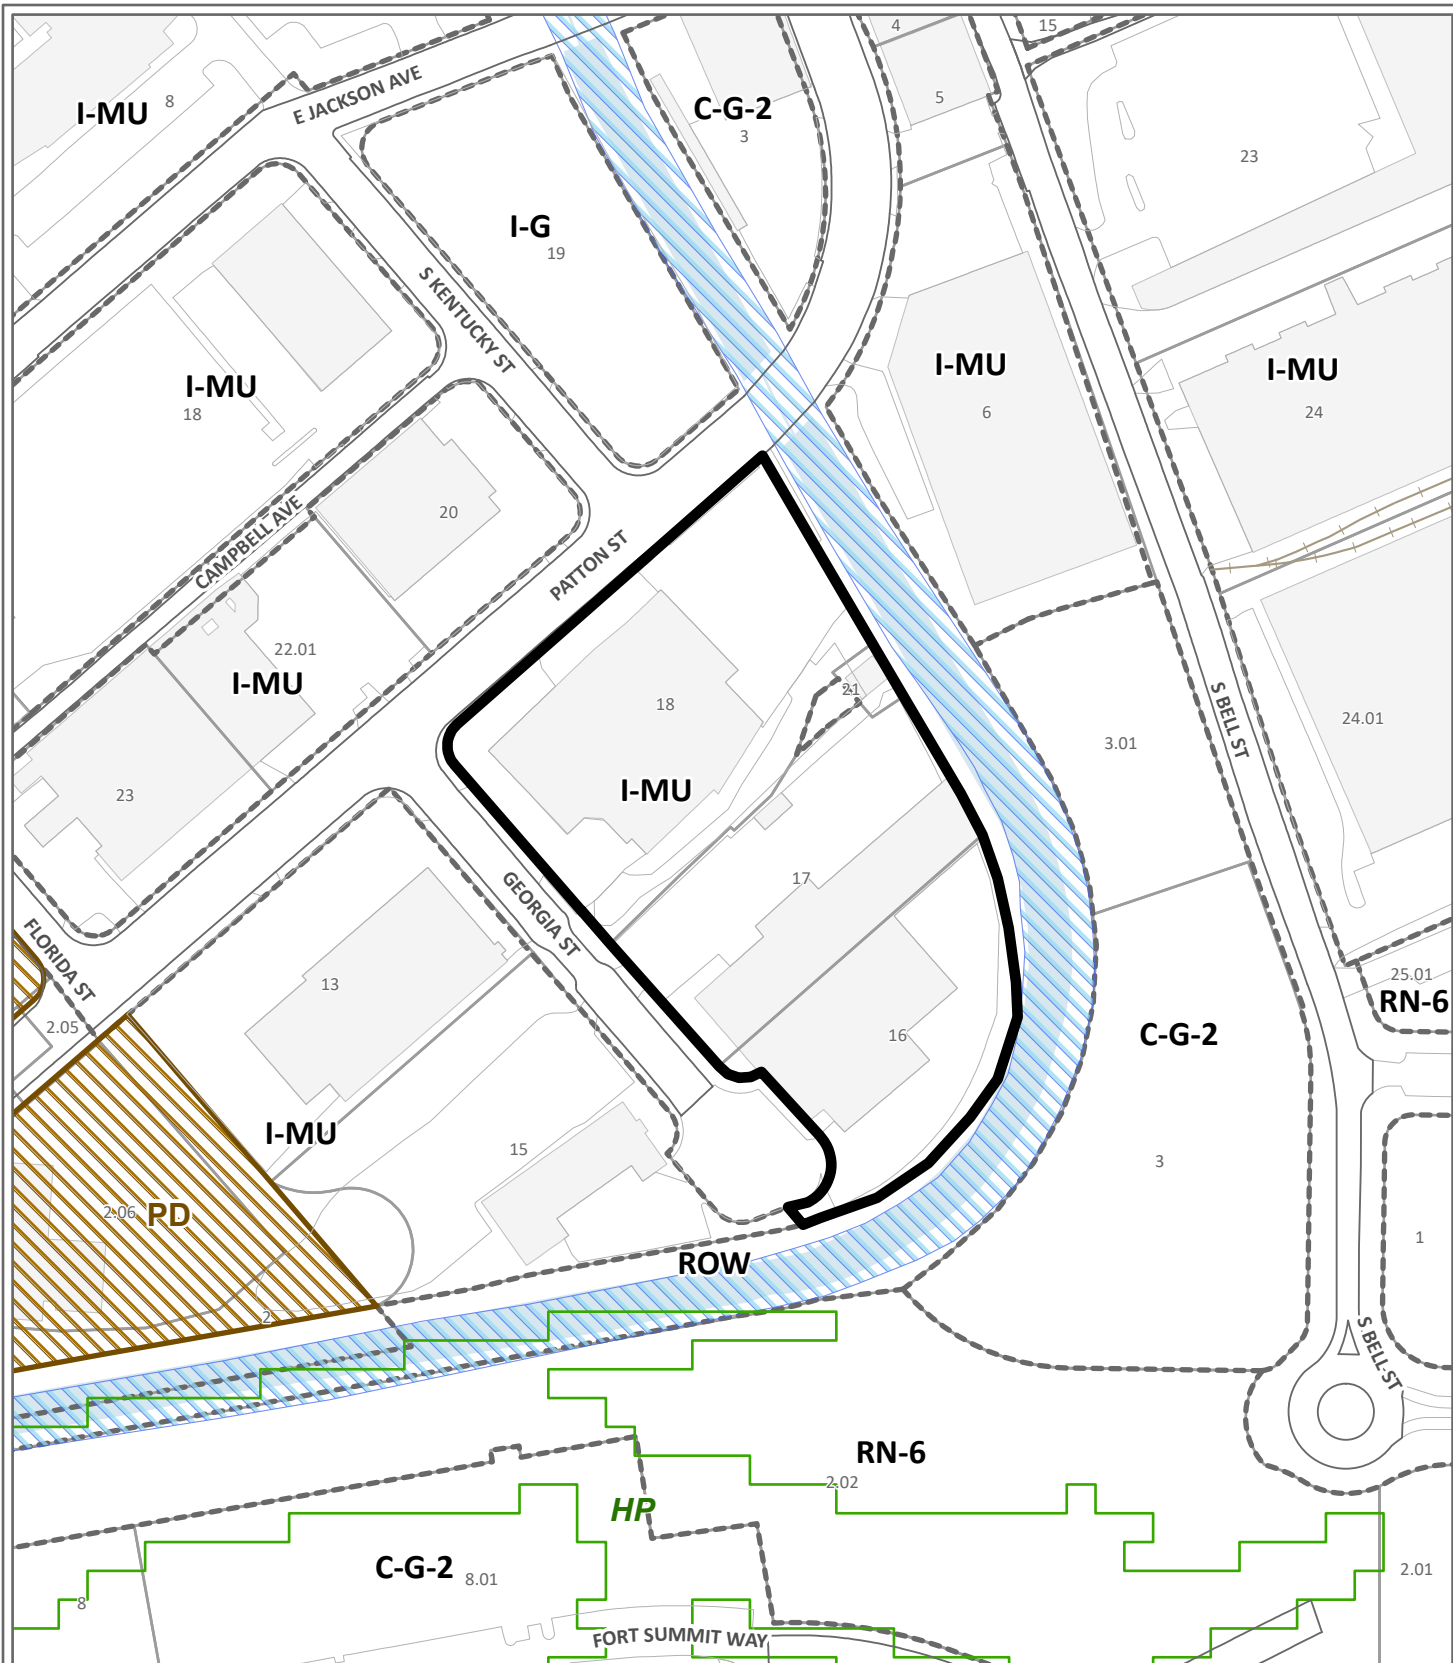 4
15
I-MU
8
E JACKSON AVE
C-G-2
3
5
23
I-G
19
S KENTUCKY ST
I-MU
18
I-MU
6
I-MU
24
CAMPBELL AVE
20
PATTON ST
22.01
I-MU
18
21
S BELL ST
24.01
3.01
23
I-MU
17
GEORGIA ST
FLORIDA ST
13
2.05
25.01
RN-6
16
C-G-2
I-MU
15
3
2.06
PD
1
ROW
2
S BELL ST
RN-6
2.02
HP
C-G-2
8.01
2.01
8
FORT SUMMIT WAY